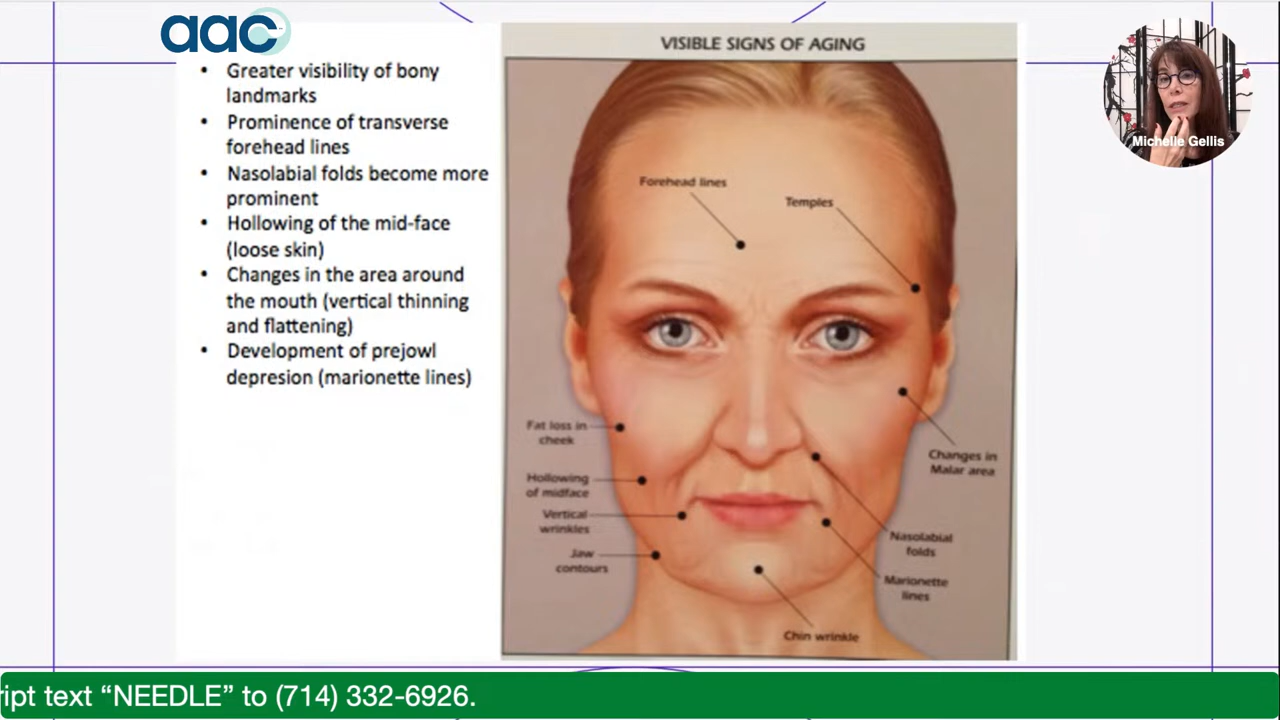 aac
• Greater visibility of bony
landmarks
• Prominence of transverse
forehead lines
• Nasolabial folds become more
prominent
• Hollowing of the mid-face
(loose skin)
• Changes in the area around
the mouth (vertical thinning
and flattening)
• Development of prejowl
depresion (marionette lines)
VISIBLE SIGNS OF AGING
Forehead lines
Temples
Fat loss in
cheek
Hollowing
of midface
Vertical
wrinkles
Jaw
contours
Changes in
Malar area
Nasolabial
folds
Marionette
lines
Chin wrinkle
Michelle Gellis
ript text “NEEDLE” to (714) 332-6926.